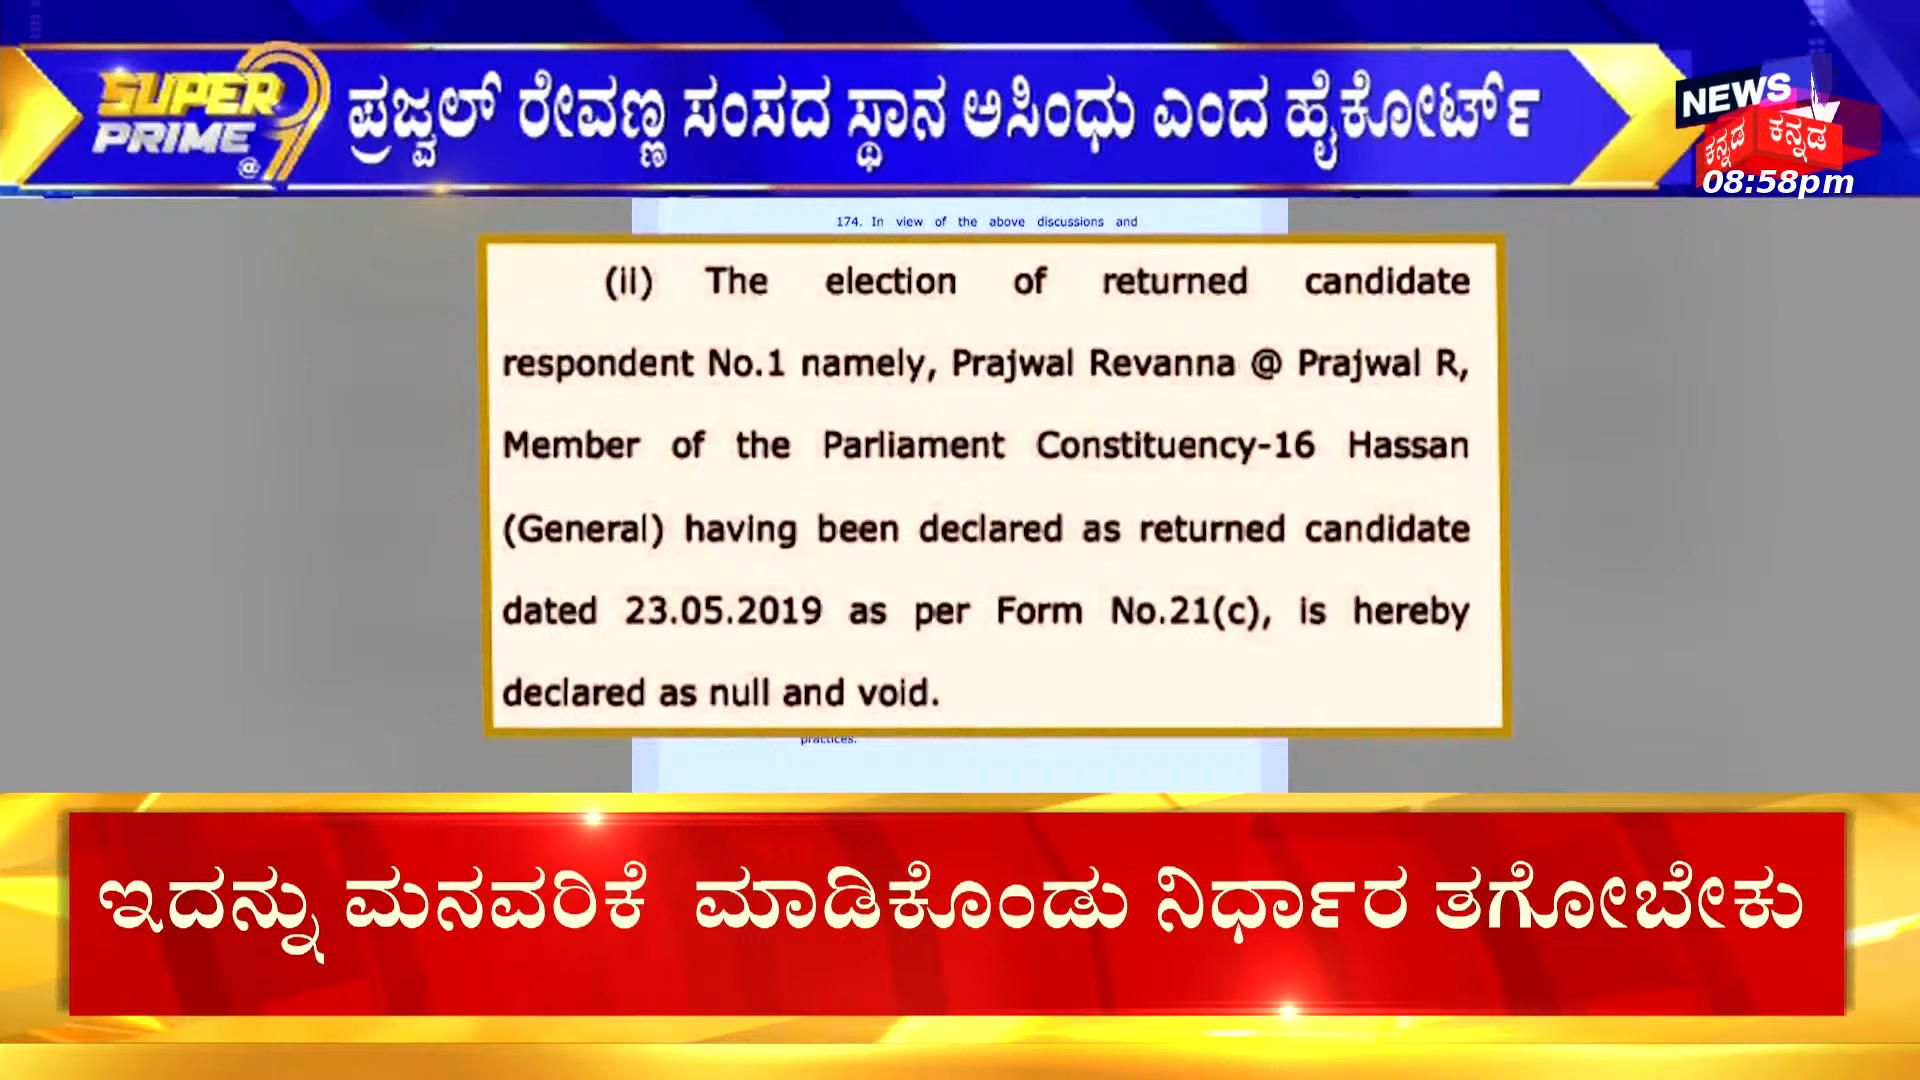 SUPER
PRIME @9
ಪ್ರಜ್ವಲ್ ರೇವಣ್ಣ ಸಂಸದ ಸ್ಥಾನ ಅಸಿಂಧು ಎಂದ ಹೈಕೋರ್ಟ್
NEWS
ಕನ್ನಡ ಕನ್ನಡ
08:58pm
174. In view of the above discussions and
(ii) The election of returned candidate
respondent No.1 namely, Prajwal Revanna @ Prajwal R,
Member of the Parliament Constituency-16 Hassan
(General) having been declared as returned candidate
dated 23.05.2019 as per Form No.21(c), is hereby
declared as null and void.
practices.
ಇದನ್ನು ಮನವರಿಕೆ ಮಾಡಿಕೊಂಡು ನಿರ್ಧಾರ ತಗೋಬೇಕು